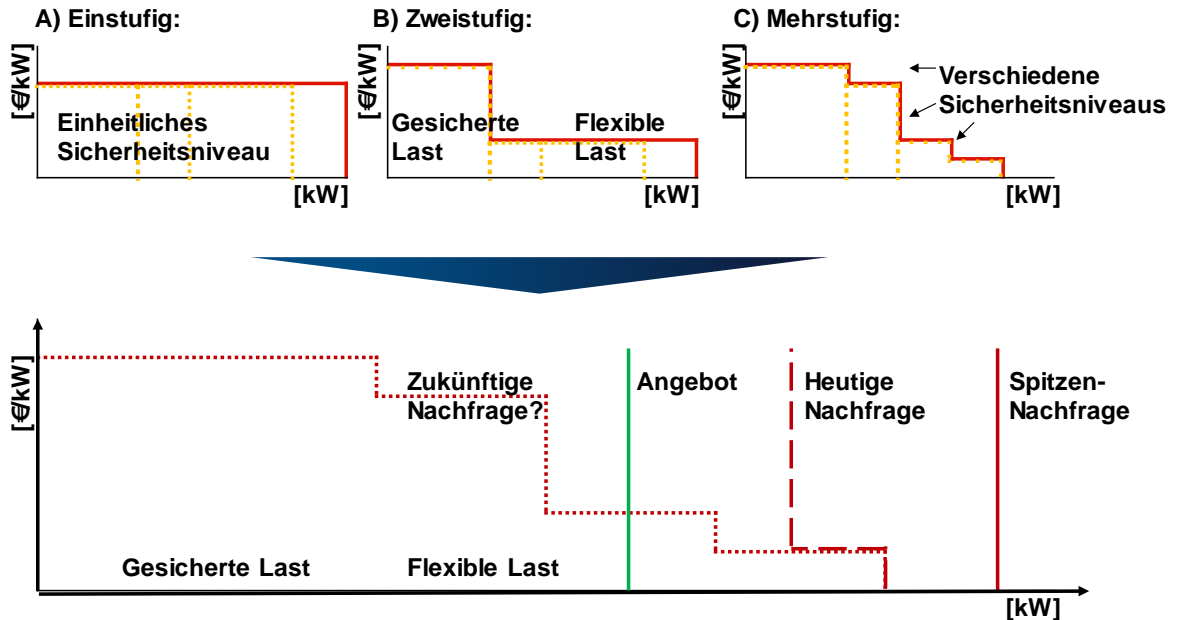 A) Einstufig:
B) Zweistufig:
C) Mehrstufig:
[€/kW]
Einheitliches
Sicherheitsniveau
[kW]
[€/kW]
Gesicherte
Last
Flexible
Last
[kW]
[€/kW]
Verschiedene
Sicherheitsniveaus
[kW]
[€/kW]
Zukünftige
Nachfrage?
Angebot
Heutige
Nachfrage
Spitzen-
Nachfrage
Gesicherte Last
Flexible Last
[kW]